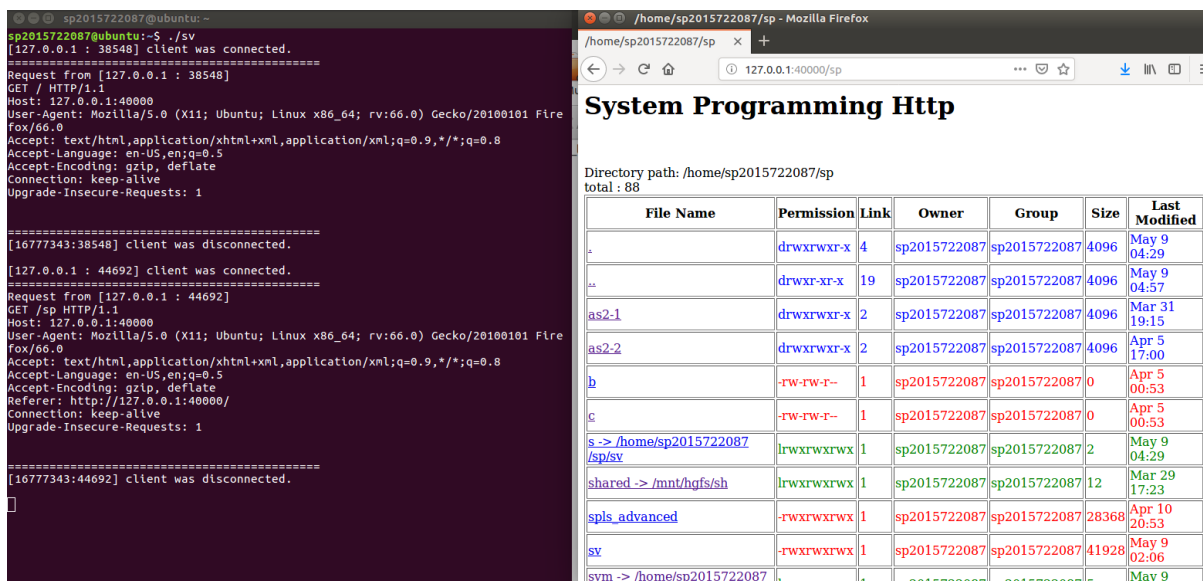 sp2015722087@ubuntu: ~
sp2015722087@ubuntu:~$ ./sv
[127.0.0.1 : 38548] client was connected.
=============================================
Request from [127.0.0.1 : 38548]
GET / HTTP/1.1
Host: 127.0.0.1:40000
User-Agent: Mozilla/5.0 (X11; Ubuntu; Linux x86_64; rv:66.0) Gecko/20100101 Fire
fox/66.0
Accept: text/html,application/xhtml+xml,application/xml;q=0.9,*/*;q=0.8
Accept-Language: en-US,en;q=0.5
Accept-Encoding: gzip, deflate
Connection: keep-alive
Upgrade-Insecure-Requests: 1
=============================================
[16777343:38548] client was disconnected.
[127.0.0.1 : 44692] client was connected.
=============================================
Request from [127.0.0.1 : 44692]
GET /sp HTTP/1.1
Host: 127.0.0.1:40000
User-Agent: Mozilla/5.0 (X11; Ubuntu; Linux x86_64; rv:66.0) Gecko/20100101 Fire
fox/66.0
Accept: text/html,application/xhtml+xml,application/xml;q=0.9,*/*;q=0.8
Accept-Language: en-US,en;q=0.5
Accept-Encoding: gzip, deflate
Referer: http://127.0.0.1:40000/
Connection: keep-alive
Upgrade-Insecure-Requests: 1
=============================================
[16777343:44692] client was disconnected.
/home/sp2015722087/sp - Mozilla Firefox
/home/sp2015722087/sp
127.0.0.1:40000/sp
System Programming Http
Directory path: /home/sp2015722087/sp
total : 88
File Name Permission Link Owner Group Size Last Modified
. drwxrwxr-x 4 sp2015722087 sp2015722087 4096 May 9 04:29
.. drwxr-xr-x 19 sp2015722087 sp2015722087 4096 May 9 04:57
as2-1 drwxrwxr-x 2 sp2015722087 sp2015722087 4096 Mar 31 19:15
as2-2 drwxrwxr-x 2 sp2015722087 sp2015722087 4096 Apr 5 17:00
b -rw-rw-r-- 1 sp2015722087 sp2015722087 0 Apr 5 00:53
c -rw-rw-r-- 1 sp2015722087 sp2015722087 0 Apr 5 00:53
s -> /home/sp2015722087/sp/sv lrwxrwxrwx 1 sp2015722087 sp2015722087 2 May 9 04:29
shared -> /mnt/hgfs/sh lrwxrwxrwx 1 sp2015722087 sp2015722087 12 Mar 29 17:23
spls_advanced -rwxrwxrwx 1 sp2015722087 sp2015722087 28368 Apr 10 20:53
sv -rwxrwxrwx 1 sp2015722087 sp2015722087 41928 May 9 02:06
sym -> /home/sp2015722087 May 9